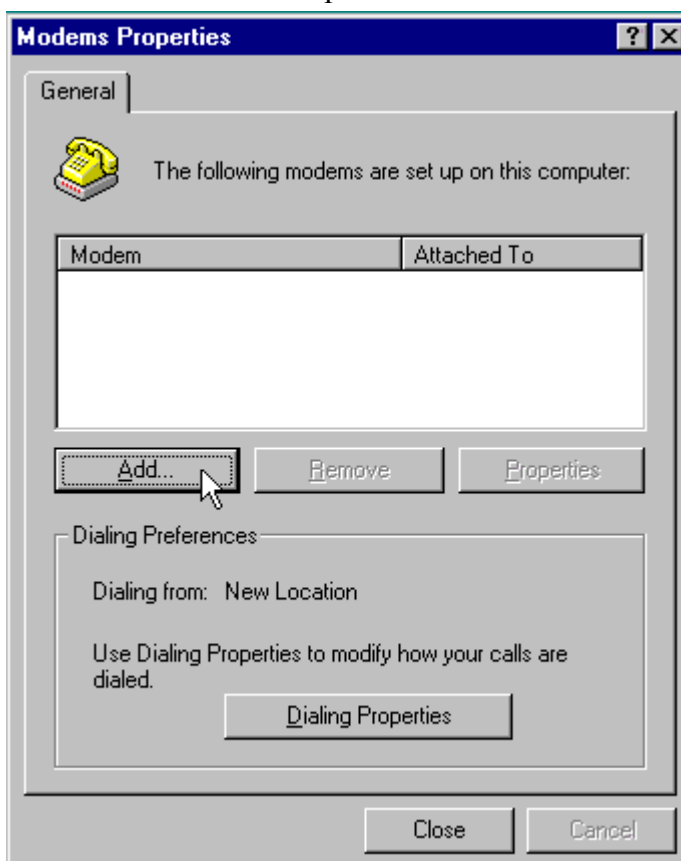 Modems Properties
General
The following modems are set up on this computer:
Modem Attached To
Add... Remove Properties
Dialing Preferences
Dialing from: New Location
Use Dialing Properties to modify how your calls are
dialed.
Dialing Properties
Close Cancel